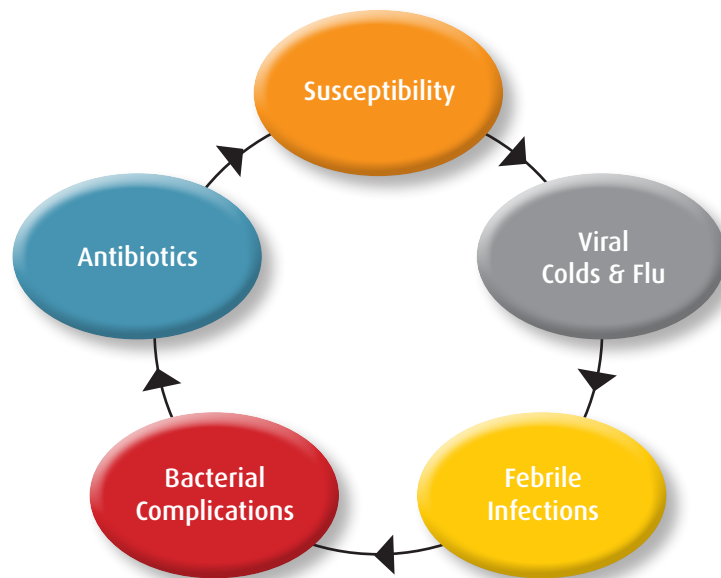 Susceptibility
Viral
Colds & Flu
Febrile
Infections
Bacterial
Complications
Antibiotics